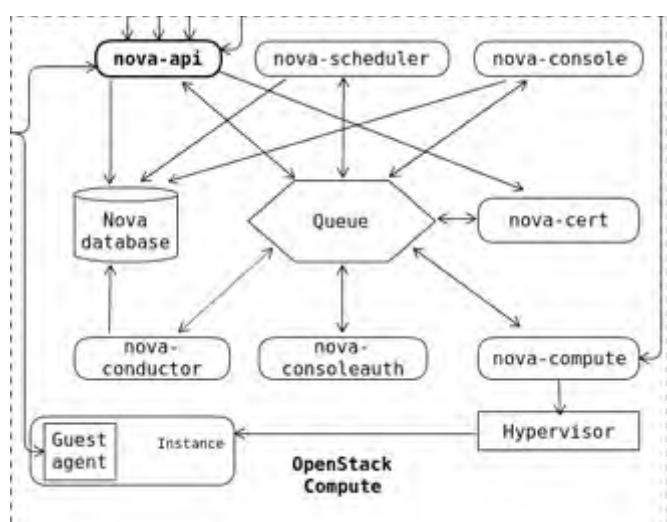 nova-api
nova-scheduler
nova-console
Nova
database
Queue
nova-cert
nova-
conductor
nova-
consoleauth
nova-compute
Guest
agent
Instance
Hypervisor
OpenStack
Compute